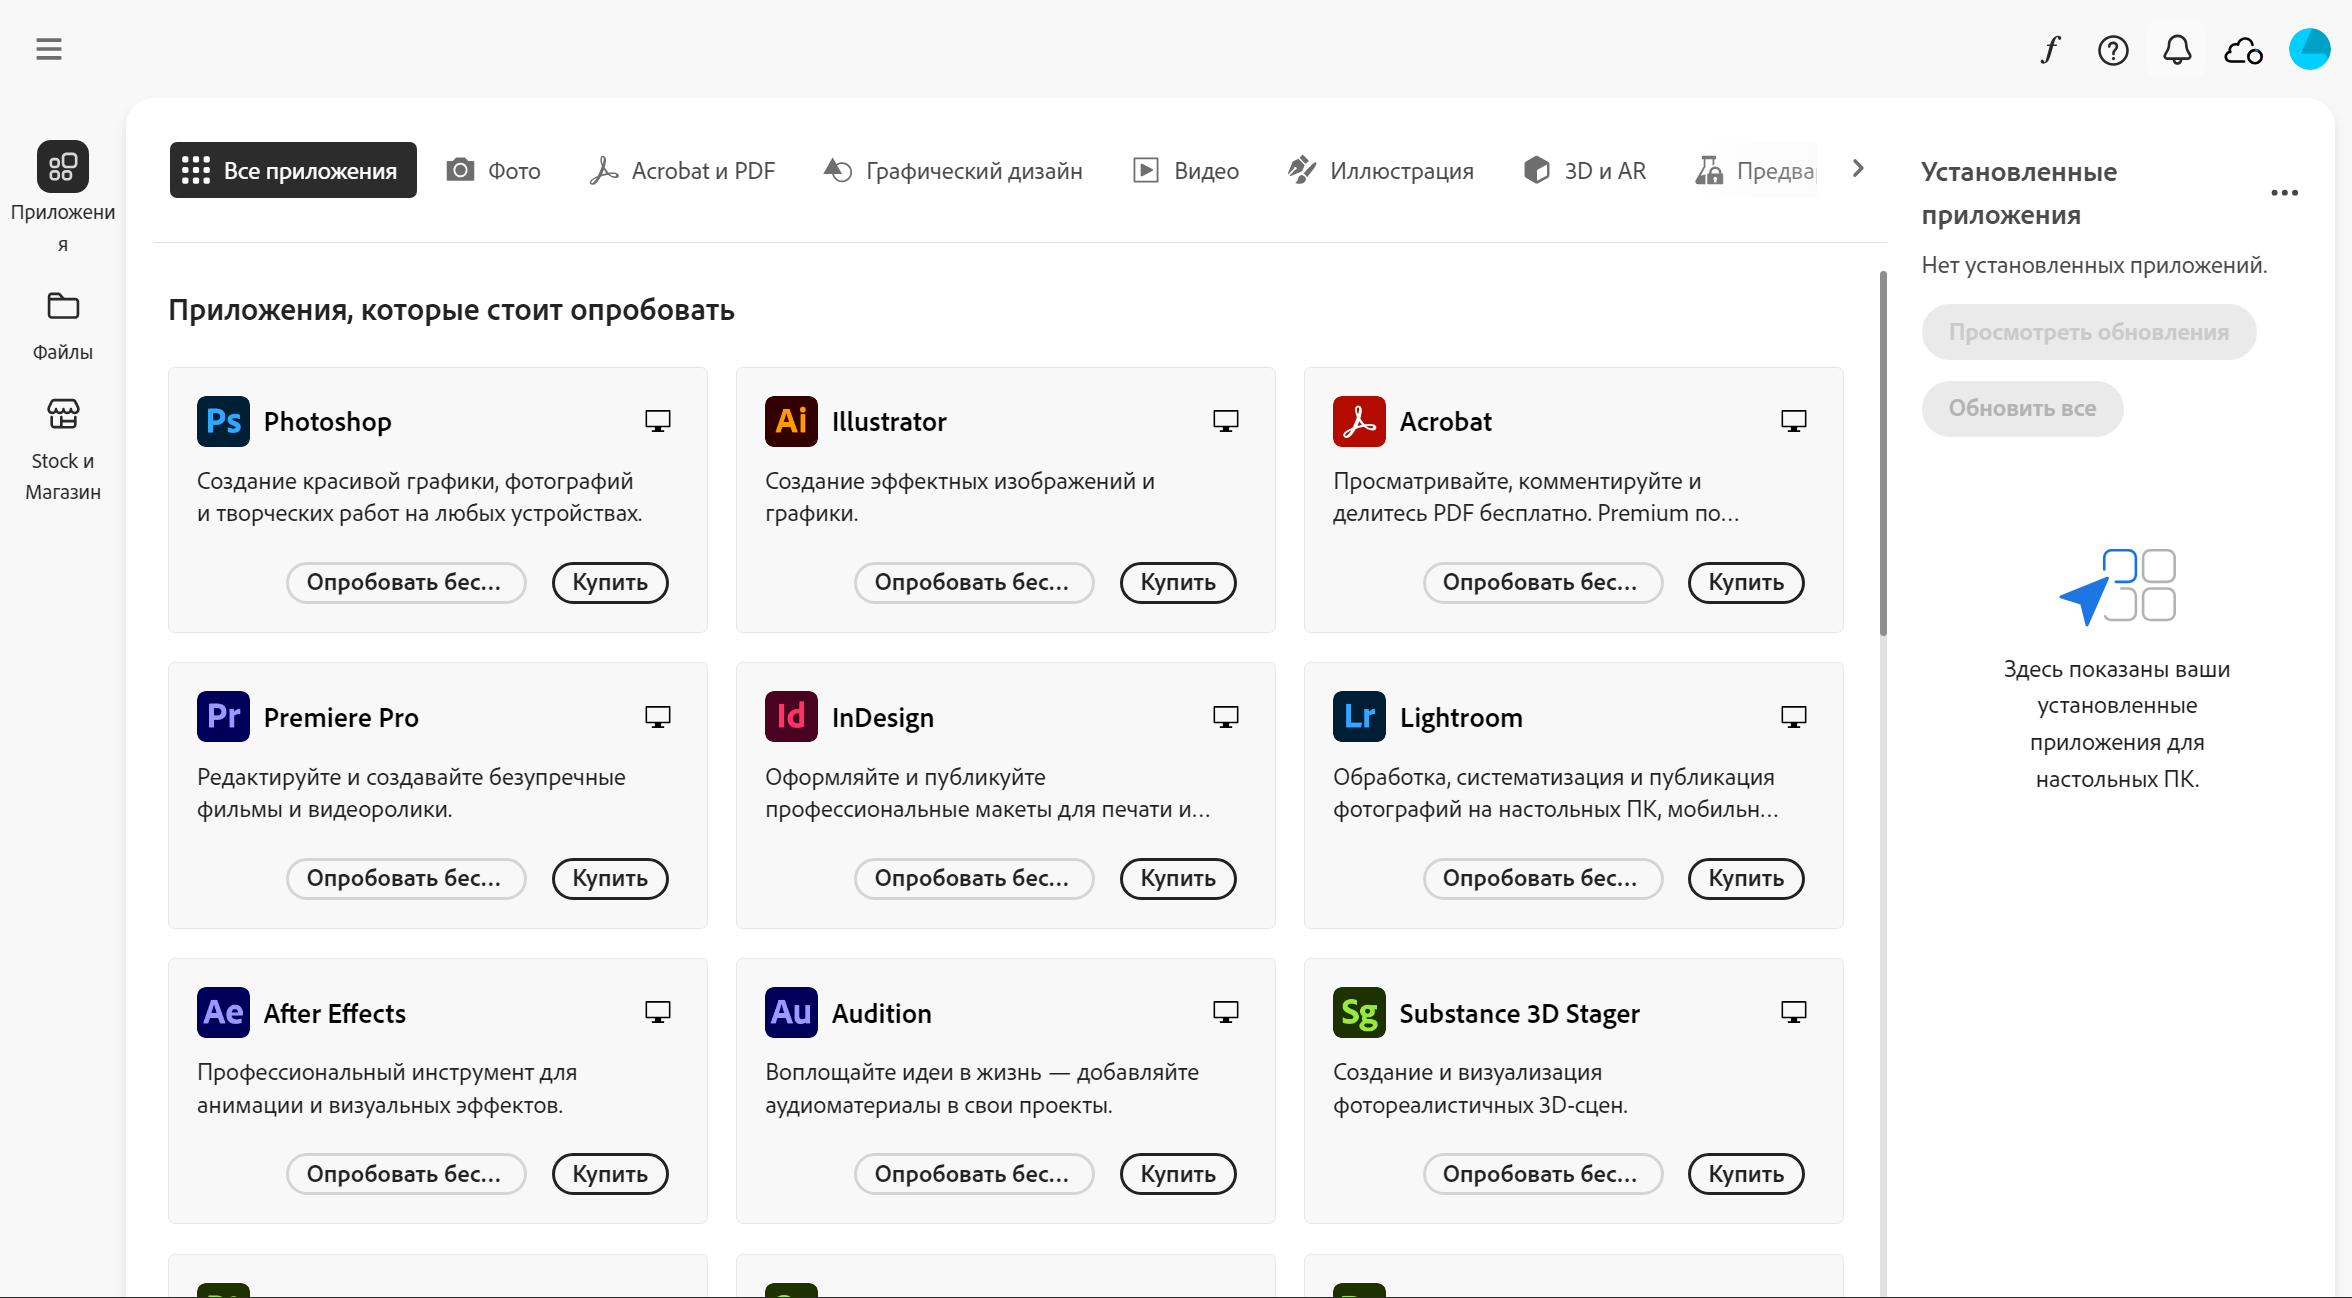 Приложени
я
Файлы
Stock и
Магазин
Все приложения
Фото
Acrobat и PDF
Графический дизайн
Видео
Иллюстрация
3D и AR
Предва
Приложения, которые стоит опробовать
Ps Photoshop
Создание красивой графики, фотографий
и творческих работ на любых устройствах.
Опробовать бес... Купить
Ai Illustrator
Создание эффектных изображений и
графики.
Опробовать бес... Купить
Acrobat
Просматривайте, комментируйте и
делитесь PDF бесплатно. Premium по...
Опробовать бес... Купить
Pr Premiere Pro
Редактируйте и создавайте безупречные
фильмы и видеоролики.
Опробовать бес... Купить
Id InDesign
Оформляйте и публикуйте
профессиональные макеты для печати и...
Опробовать бес... Купить
Lr Lightroom
Обработка, систематизация и публикация
фотографий на настольных ПК, мобильн...
Опробовать бес... Купить
Ae After Effects
Профессиональный инструмент для
анимации и визуальных эффектов.
Опробовать бес... Купить
Au Audition
Воплощайте идеи в жизнь — добавляйте
аудиоматериалы в свои проекты.
Опробовать бес... Купить
Sg Substance 3D Stager
Создание и визуализация
фотореалистичных 3D-сцен.
Опробовать бес... Купить
Установленные
приложения
Нет установленных приложений.
Просмотреть обновления
Обновить все
Здесь показаны ваши
установленные
приложения для
настольных ПК.